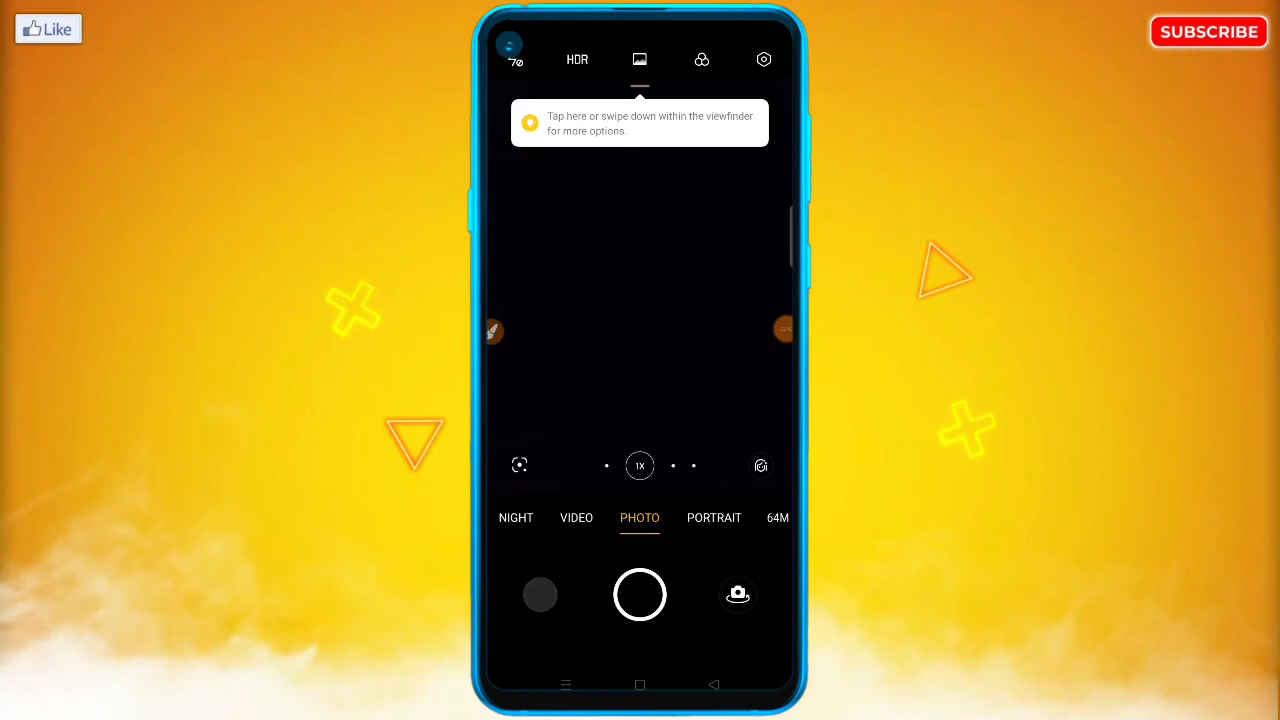 Like
SUBSCRIBE
HDR
Tap here or swipe down within the viewfinder
for more options.
1X
NIGHT VIDEO PHOTO PORTRAIT 64M